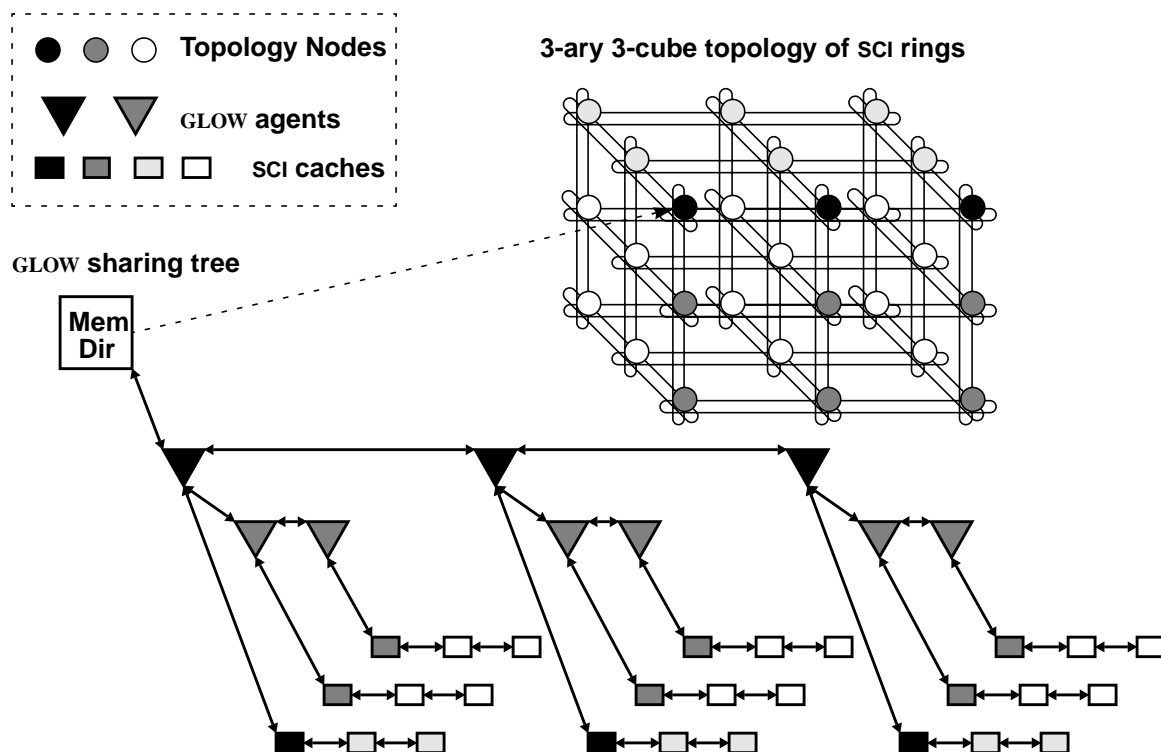 Topology Nodes
GLOW agents
SCI caches
3-ary 3-cube topology of SCI rings
GLOW sharing tree
Mem
Dir